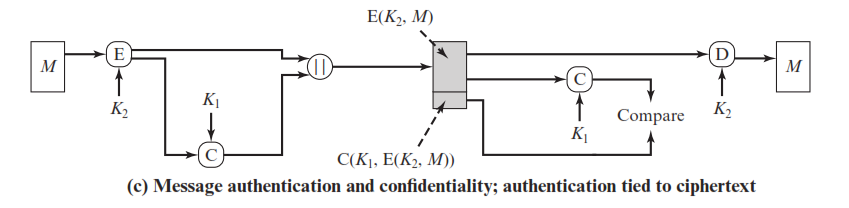 E(K₂, M)
M
E
||
D
M
C
K₂
K₁
Compare
K₂
K₁
C
C(K₁, E(K₂, M))
(c) Message authentication and confidentiality; authentication tied to ciphertext